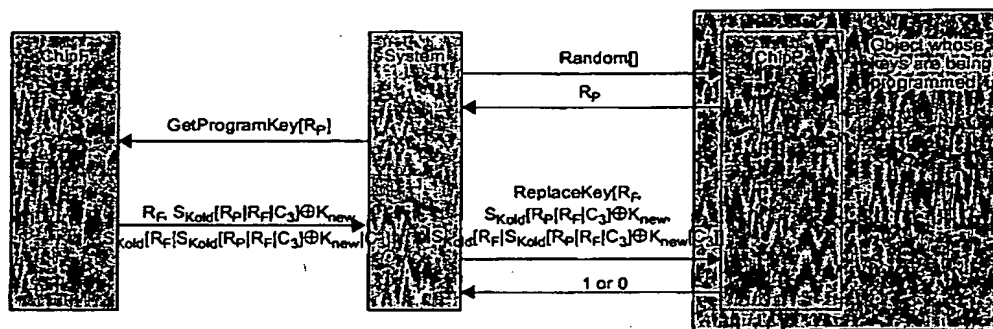 ChipF
System
ChipP
Object whose
keys are being
programmed
Random[]
R_P
GetProgramKey[R_P]
R_F, S_Kold[R_P|R_F|C_3]⊕K_new,
S_Kold[R_F|S_Kold[R_P|R_F|C_3]⊕K_new|C_3]
ReplaceKey[R_F,
S_Kold[R_P|R_F|C_3]⊕K_new,
S_Kold[R_F|S_Kold[R_P|R_F|C_3]⊕K_new|C_3]]
1 or 0